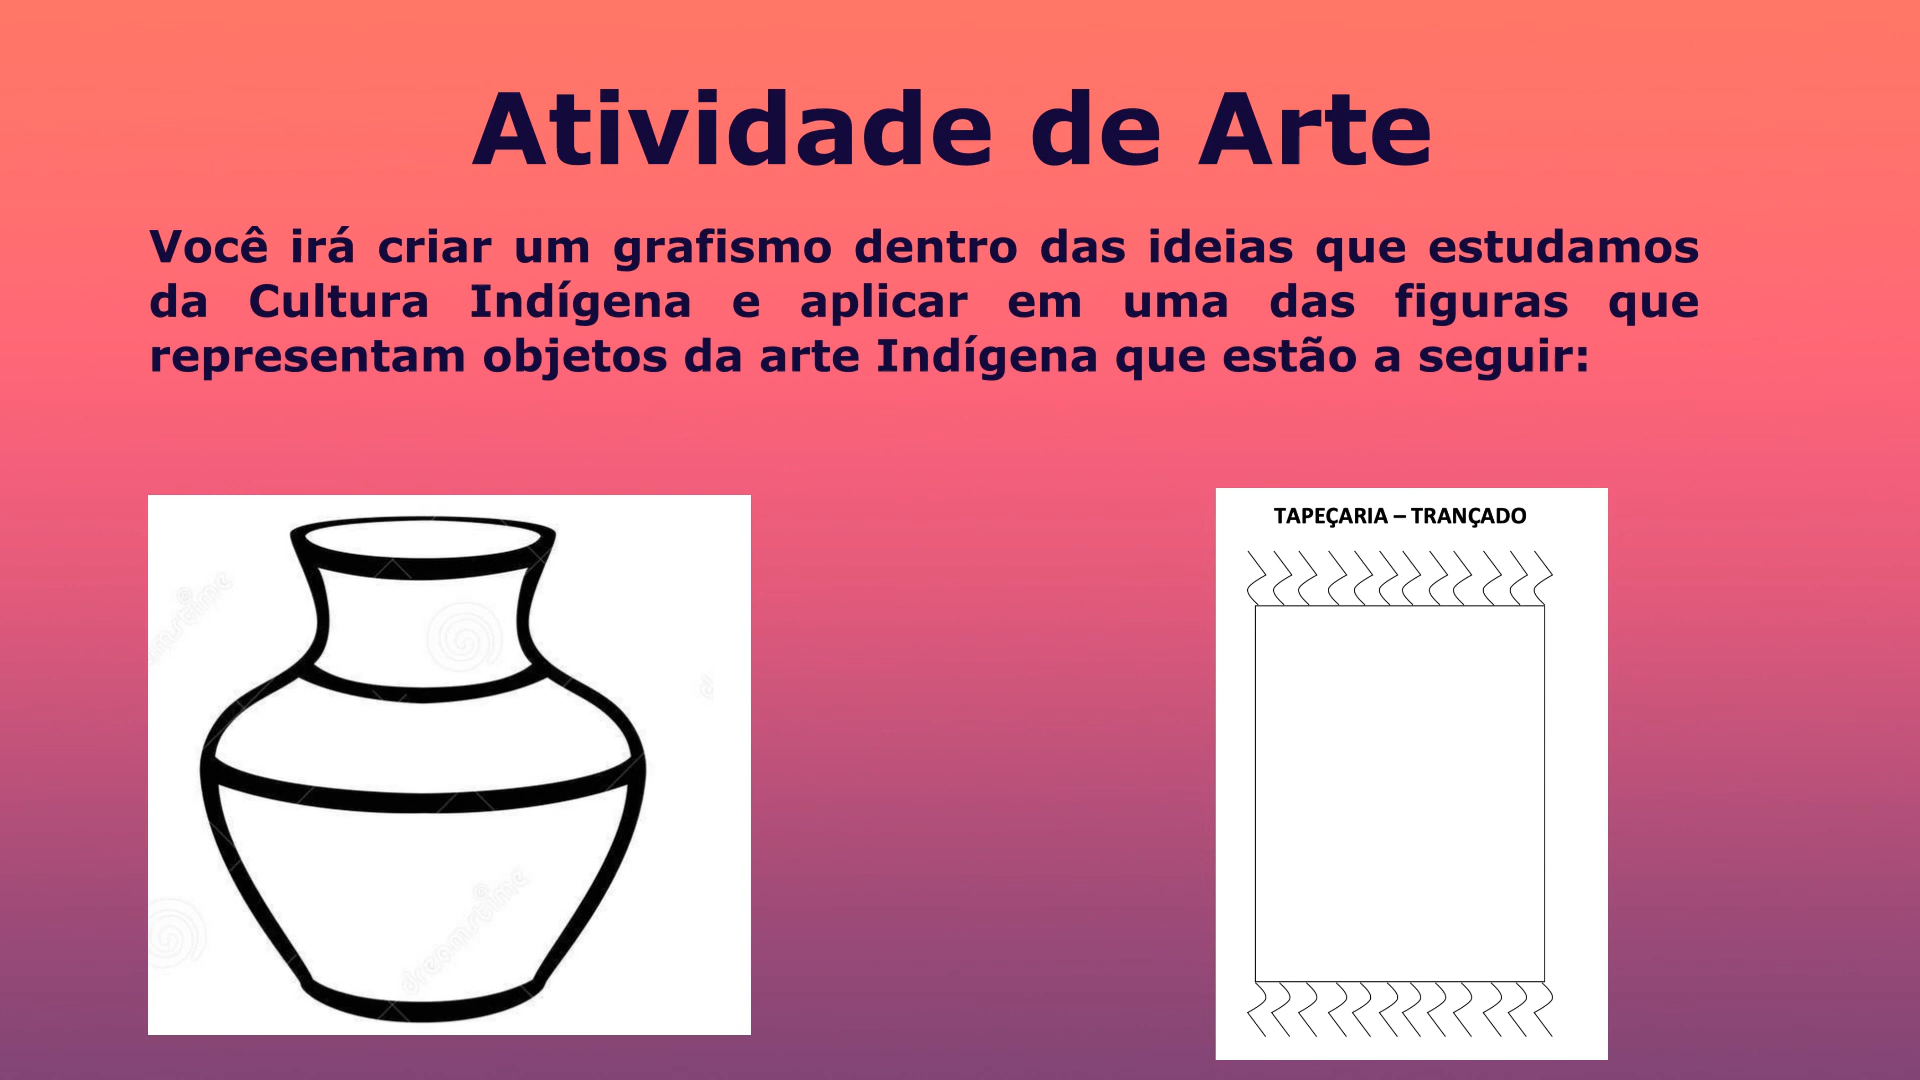 Atividade de Arte
Você irá criar um grafismo dentro das ideias que estudamos
da Cultura Indígena e aplicar em uma das figuras que
representam objetos da arte Indígena que estão a seguir:
TAPEÇARIA – TRANÇADO
dreamstime